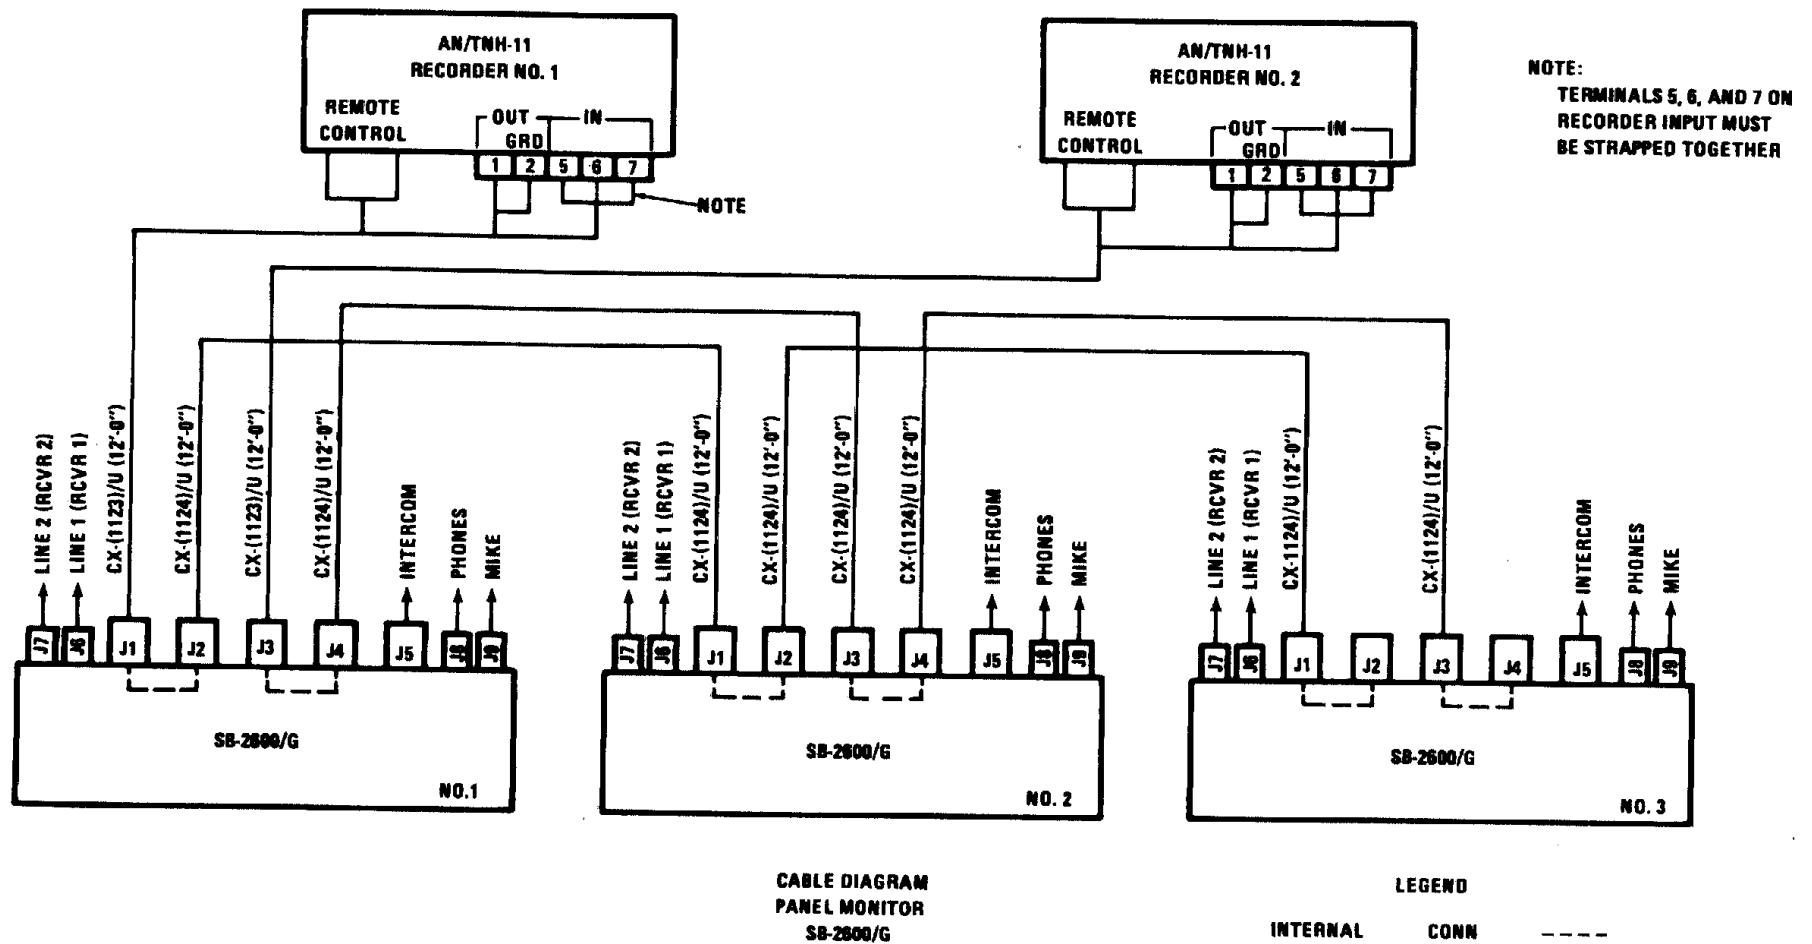 AN/TNH-11
RECORDER NO. 1
REMOTE
CONTROL
OUT
IN
GRD
1 2 5 6 7
NOTE
AN/TNH-11
RECORDER NO. 2
REMOTE
CONTROL
OUT
IN
GRD
1 2 5 6 7
NOTE:
TERMINALS 5, 6, AND 7 ON
RECORDER INPUT MUST
BE STRAPPED TOGETHER
LINE 2 (RCVR 2)
LINE 1 (RCVR 1)
CX-(1123)/U (12'-0")
CX-(1124)/U (12'-0")
CX-(1123)/U (12'-0")
CX-(1124)/U (12'-0")
INTERCOM
PHONES
MIKE
J7 J6 J1 J2 J3 J4 J5 J8 J9
SB-2600/G
NO.1
LINE 2 (RCVR 2)
LINE 1 (RCVR 1)
CX-(1124)/U (12'-0")
CX-(1124)/U (12'-0")
CX-(1124)/U (12'-0")
CX-(1124)/U (12'-0")
INTERCOM
PHONES
MIKE
J7 J6 J1 J2 J3 J4 J5 J8 J9
SB-2600/G
NO. 2
LINE 2 (RCVR 2)
LINE 1 (RCVR 1)
CX-1124)/U (12'-0")
CX-(1124)/U (12'-0")
INTERCOM
PHONES
MIKE
J7 J6 J1 J2 J3 J4 J5 J8 J9
SB-2600/G
NO. 3
CABLE DIAGRAM
PANEL MONITOR
SB-2600/G
LEGEND
INTERNAL CONN